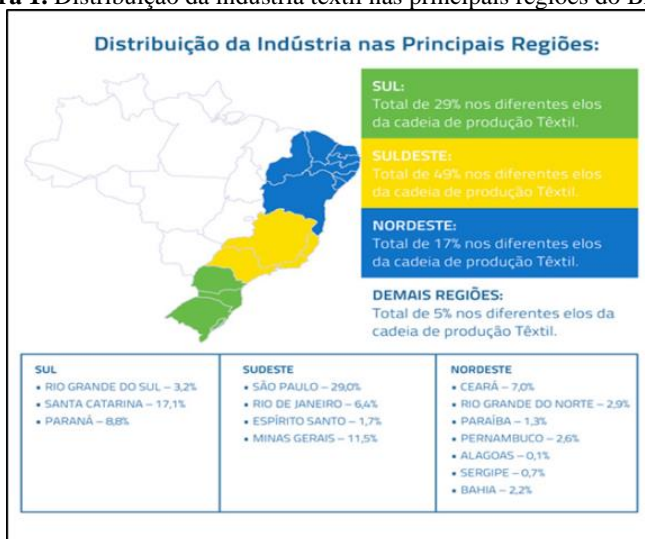 1. Distribuição da indústria têxtil nas principais regiões do
Distribuição da Indústria nas Principais Regiões:
SUL:
Total de 29% nos diferentes elos
da cadeia de produção Têxtil.
SULDESTE:
Total de 49% nos diferentes elos
da cadeia de produção Têxtil.
NORDESTE:
Total de 17% nos diferentes elos
da cadeia de produção Têxtil.
DEMAIS REGIÕES:
Total de 5% nos diferentes elos da
cadeia de produção Têxtil.
SUL
• RIO GRANDE DO SUL – 3,2%
• SANTA CATARINA – 17,1%
• PARANÁ – 8,8%
SUDESTE
• SÃO PAULO – 29,0%
• RIO DE JANEIRO – 6,4%
• ESPÍRITO SANTO – 1,7%
• MINAS GERAIS – 11,5%
NORDESTE
• CEARÁ – 7,0%
• RIO GRANDE DO NORTE – 2,9%
• PARAÍBA – 1,3%
• PERNAMBUCO – 2,6%
• ALAGOAS – 0,1%
• SERGIPE – 0,7%
• BAHIA – 2,2%